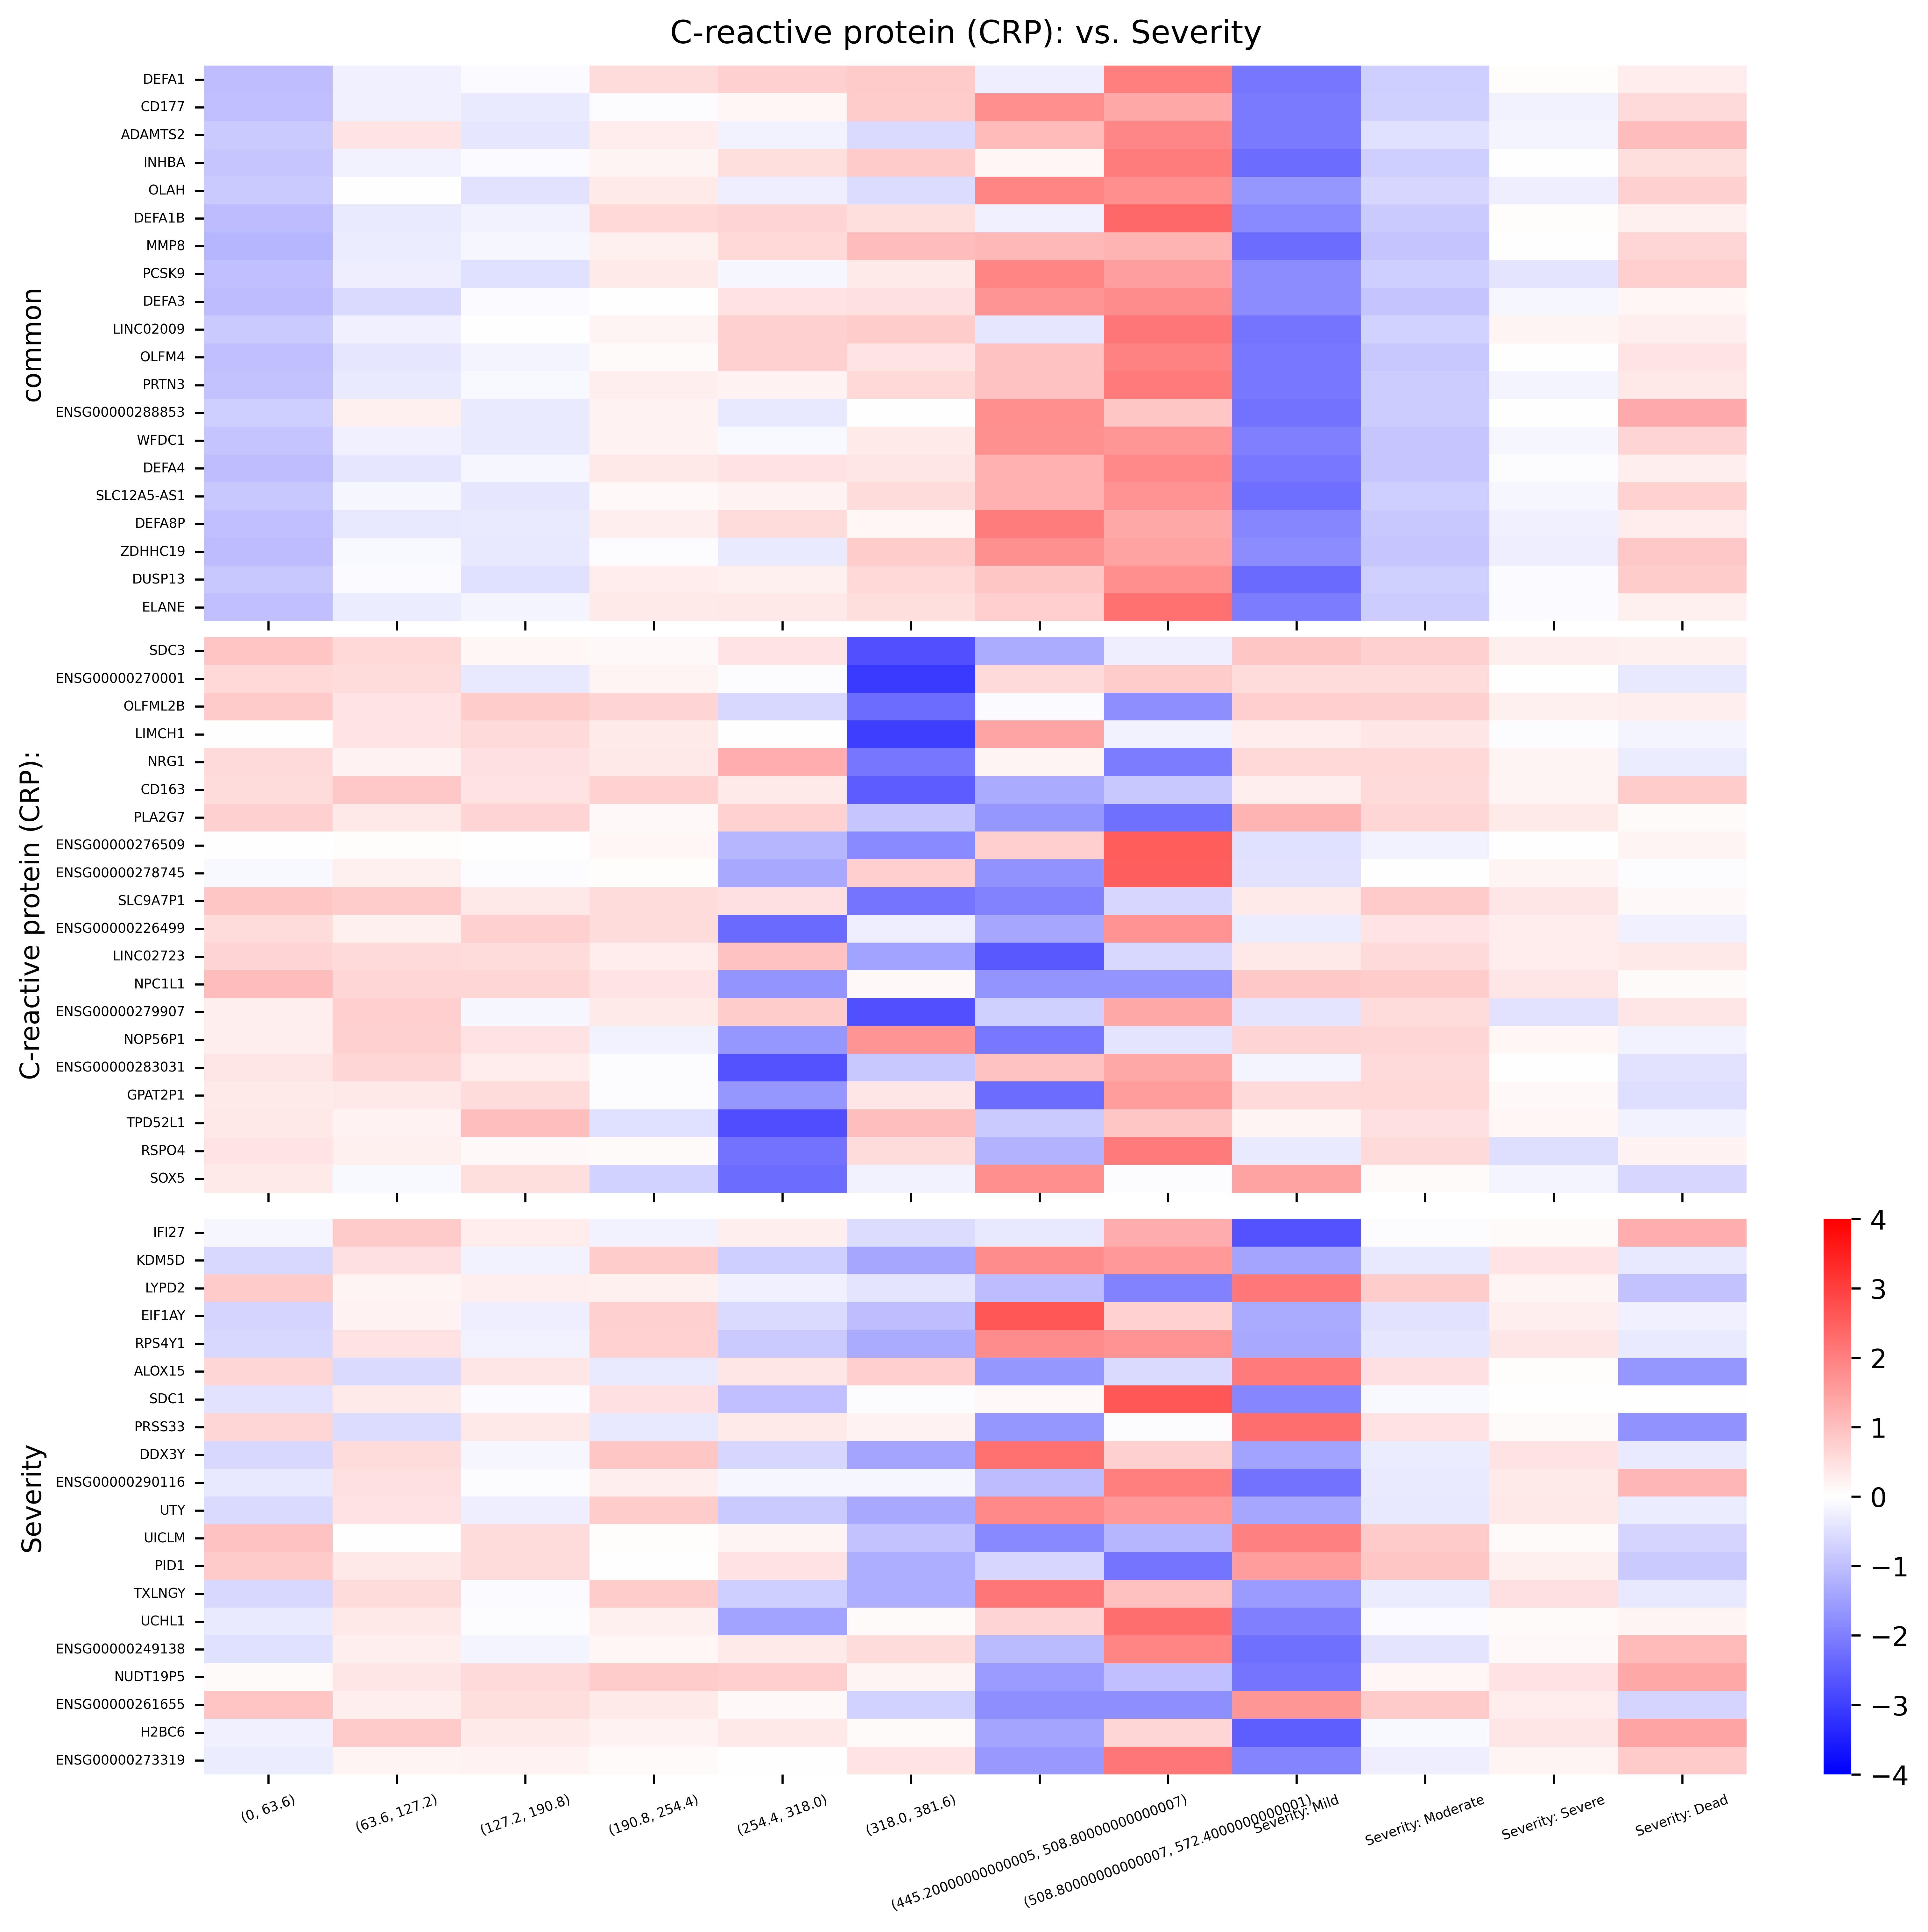 C-reactive protein (CRP): vs. Severity
common
DEFA1
CD177
ADAMTS2
INHBA
OLAH
DEFA1B
MMP8
PCSK9
DEFA3
LINC02009
OLFM4
PRTN3
ENSG00000288853
WFDC1
DEFA4
SLC12A5-AS1
DEFA8P
ZDHHC19
DUSP13
ELANE
C-reactive protein (CRP):
SDC3
ENSG00000270001
OLFML2B
LIMCH1
NRG1
CD163
PLA2G7
ENSG00000276509
ENSG00000278745
SLC9A7P1
ENSG00000226499
LINC02723
NPC1L1
ENSG00000279907
NOP56P1
ENSG00000283031
GPAT2P1
TPD52L1
RSPO4
SOX5
Severity
IFI27
KDM5D
LYPD2
EIF1AY
RPS4Y1
ALOX15
SDC1
PRSS33
DDX3Y
ENSG00000290116
UTY
UICLM
PID1
TXLNGY
UCHL1
ENSG00000249138
NUDT19P5
ENSG00000261655
H2BC6
ENSG00000273319
(0, 63.6)
(63.6, 127.2)
(127.2, 190.8)
(190.8, 254.4)
(254.4, 318.0)
(318.0, 381.6)
(445.20000000000005, 508.80000000000007)
(508.80000000000007, 572.4000000000001)
Severity: Mild
Severity: Moderate
Severity: Severe
Severity: Dead
4
3
2
1
0
−1
−2
−3
−4